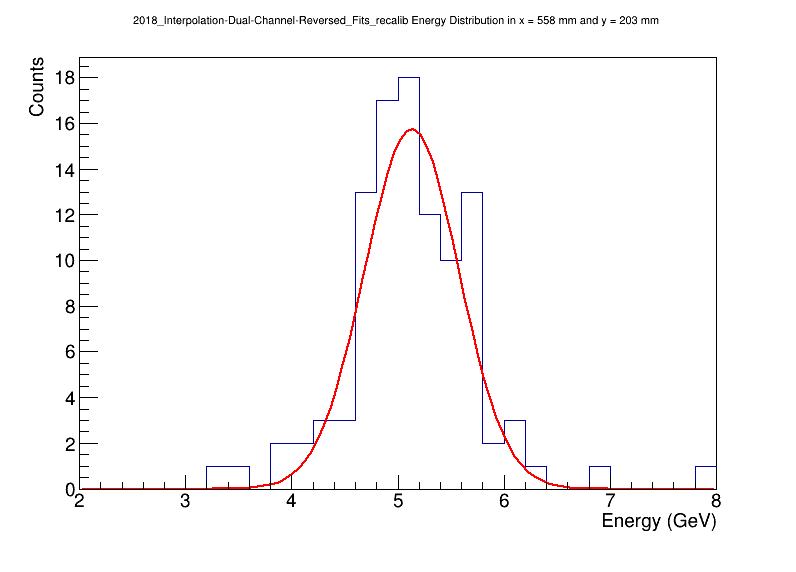 2018_Interpolation-Dual-Channel-Reversed_Fits_recalib Energy Distribution in x = 558 mm and y = 203 mm
Counts
18
16
14
12
10
8
6
4
2
0
2 3 4 5 6 7 8
Energy (GeV)